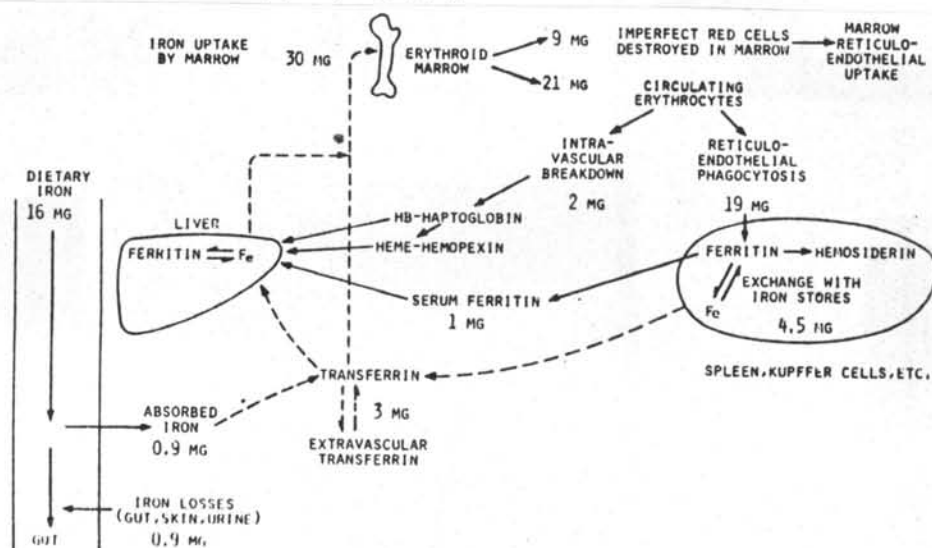 IRON UPTAKE
BY MARROW
30 MG
ERYTHROID
MARROW
9 MG
21 MG
IMPERFECT RED CELLS
DESTROYED IN MARROW
MARROW
RETICULO-
ENDOTHELIAL
UPTAKE
CIRCULATING
ERYTHROCYTES
INTRA-
VASCULAR
BREAKDOWN
2 MG
RETICULO-
ENDOTHELIAL
PHAGOCYTOSIS
19 MG
DIETARY
IRON
16 MG
LIVER
FERRITIN
Fe
HB-HAPTOGLOBIN
HEME-HEMOPEXIN
SERUM FERRITIN
1 MG
FERRITIN
HEMOSIDERIN
EXCHANGE WITH
IRON STORES
Fe
4.5 MG
SPLEEN,KUPFFER CELLS,ETC.
TRANSFERRIN
3 MG
EXTRAVASCULAR
TRANSFERRIN
ABSORBED
IRON
0.9 MG
IRON LOSSES
(GUT,SKIN,URINE)
0.9 MG
GUT